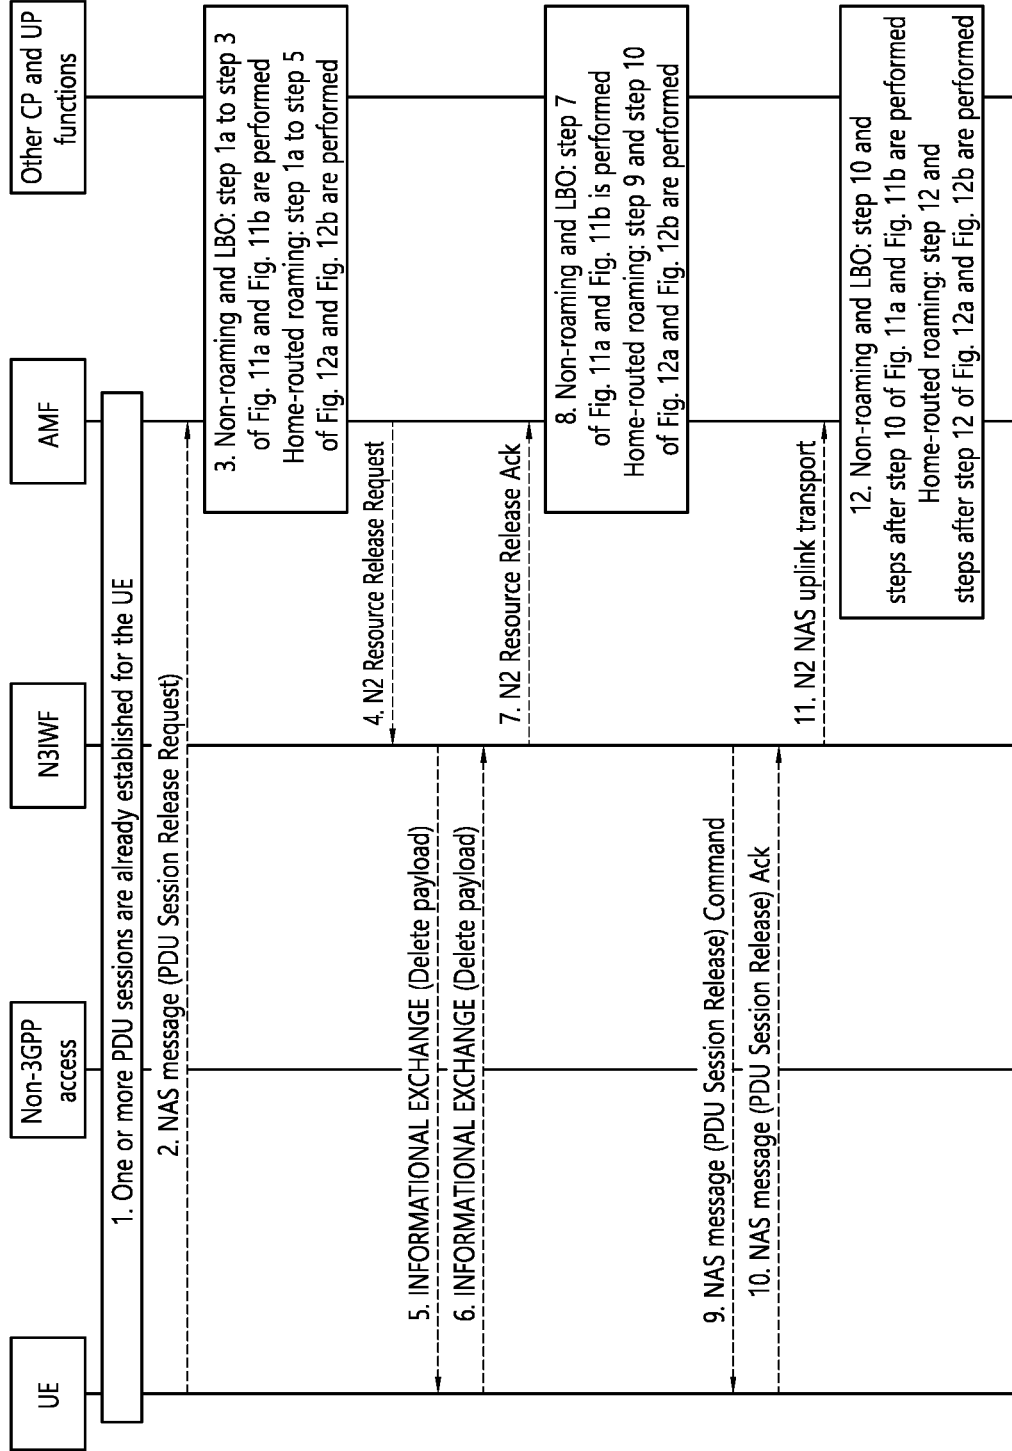 UE
Non-3GPP
access
N3IWF
AMF
Other CP and UP
functions
1. One or more PDU sessions are already established for the UE
2. NAS message (PDU Session Release Request)
3. Non-roaming and LBO: step 1a to step 3
of Fig. 11a and Fig. 11b are performed
Home-routed roaming: step 1a to step 5
of Fig. 12a and Fig. 12b are performed
4. N2 Resource Release Request
5. INFORMATIONAL EXCHANGE (Delete payload)
6. INFORMATIONAL EXCHANGE (Delete payload)
7. N2 Resource Release Ack
8. Non-roaming and LBO: step 7
of Fig. 11a and Fig. 11b is performed
Home-routed roaming: step 9 and step 10
of Fig. 12a and Fig. 12b are performed
9. NAS message (PDU Session Release) Command
10. NAS message (PDU Session Release) Ack
11. N2 NAS uplink transport
12. Non-roaming and LBO: step 10 and
steps after step 10 of Fig. 11a and Fig. 11b are performed
Home-routed roaming: step 12 and
steps after step 12 of Fig. 12a and Fig. 12b are performed